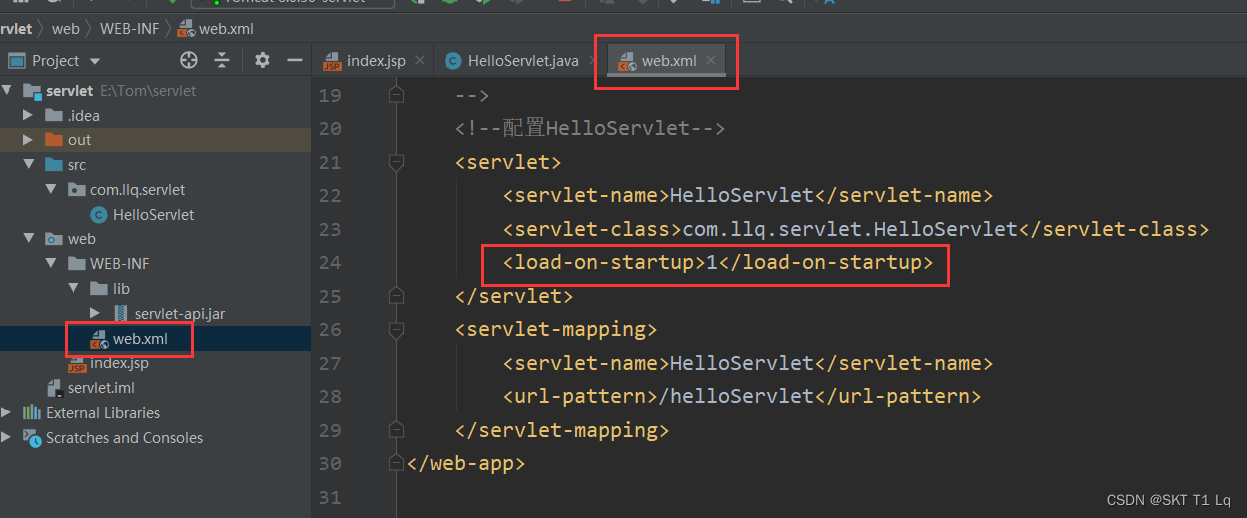 rvlet web WEB-INF web.xml
Project
index.jsp HelloServlet.java web.xml
servlet E:\Tom\servlet
.idea
out
src
com.llq.servlet
HelloServlet
web
WEB-INF
lib
servlet-api.jar
web.xml
index.jsp
servlet.iml
External Libraries
Scratches and Consoles
19 -->
20 <!--配置HelloServlet-->
21 <servlet>
22 <servlet-name>HelloServlet</servlet-name>
23 <servlet-class>com.llq.servlet.HelloServlet</servlet-class>
24 <load-on-startup>1</load-on-startup>
25 </servlet>
26 <servlet-mapping>
27 <servlet-name>HelloServlet</servlet-name>
28 <url-pattern>/helloServlet</url-pattern>
29 </servlet-mapping>
30 </web-app>
31
CSDN @SKT T1 Lq